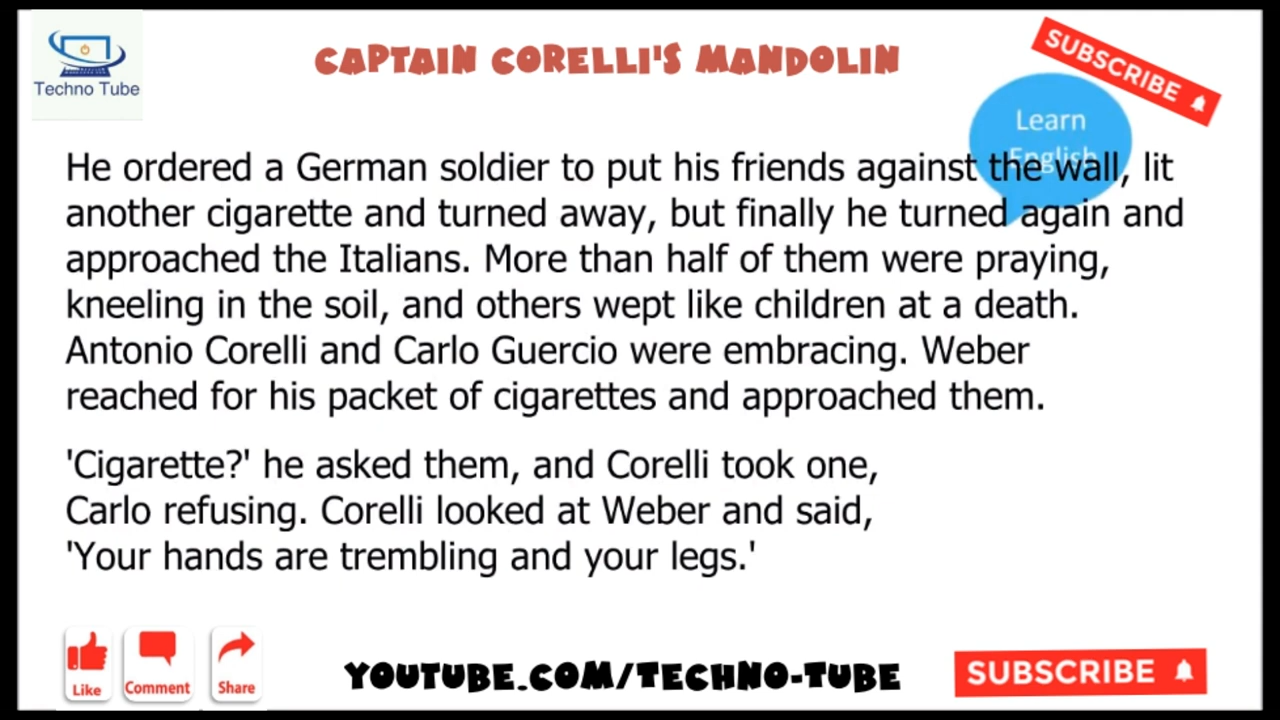 CAPTAIN CORELLI'S MANDOLIN
SUBSCRIBE
Techno Tube
Learn
English
He ordered a German soldier to put his friends against the wall, lit
another cigarette and turned away, but finally he turned again and
approached the Italians. More than half of them were praying,
kneeling in the soil, and others wept like children at a death.
Antonio Corelli and Carlo Guercio were embracing. Weber
reached for his packet of cigarettes and approached them.
'Cigarette?' he asked them, and Corelli took one,
Carlo refusing. Corelli looked at Weber and said,
'Your hands are trembling and your legs.'
Like
Comment
Share
YOUTUBE.COM/TECHNO-TUBE
SUBSCRIBE